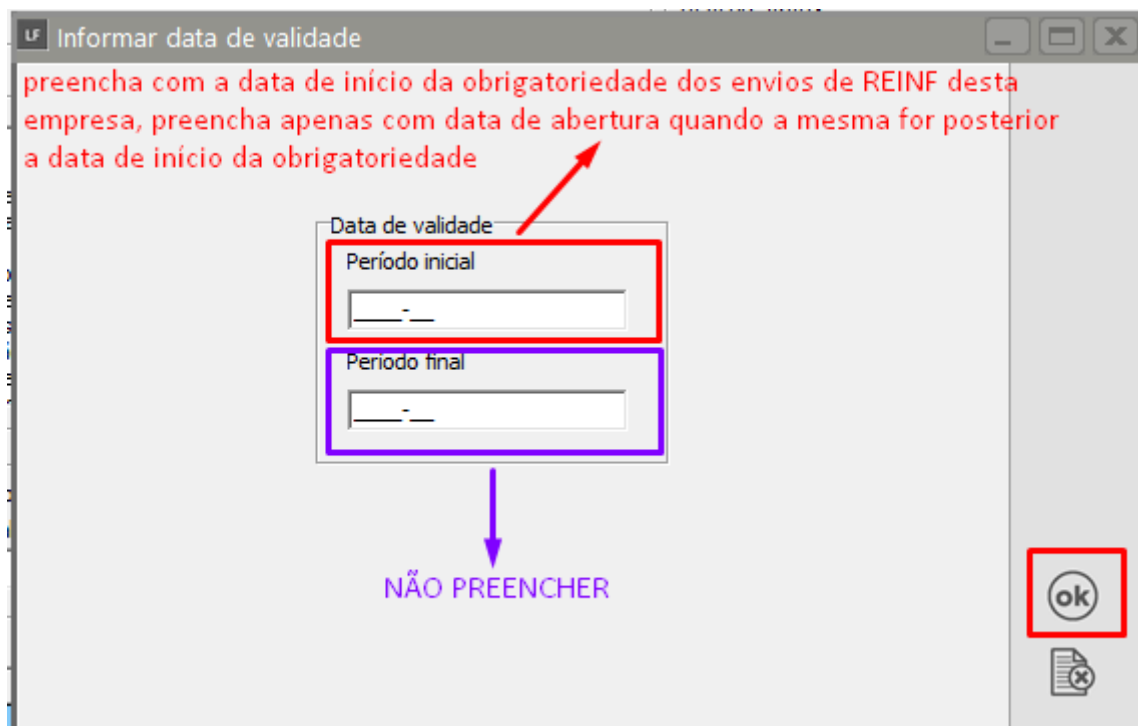 LF Informar data de validade
preencha com a data de início da obrigatoriedade dos envios de REINF desta
empresa, preencha apenas com data de abertura quando a mesma for posterior
a data de início da obrigatoriedade
Data de validade
Período inicial
____-__
Período final
____-__
NÃO PREENCHER
ok